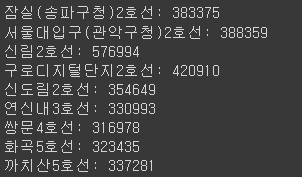 잠실(송파구청)2호선: 383375
서울대입구(관악구청)2호선: 388359
신림2호선: 576994
구로디지털단지2호선: 420910
신도림2호선: 354649
연신내3호선: 330993
쌍문4호선: 316978
화곡5호선: 323435
까치산5호선: 337281